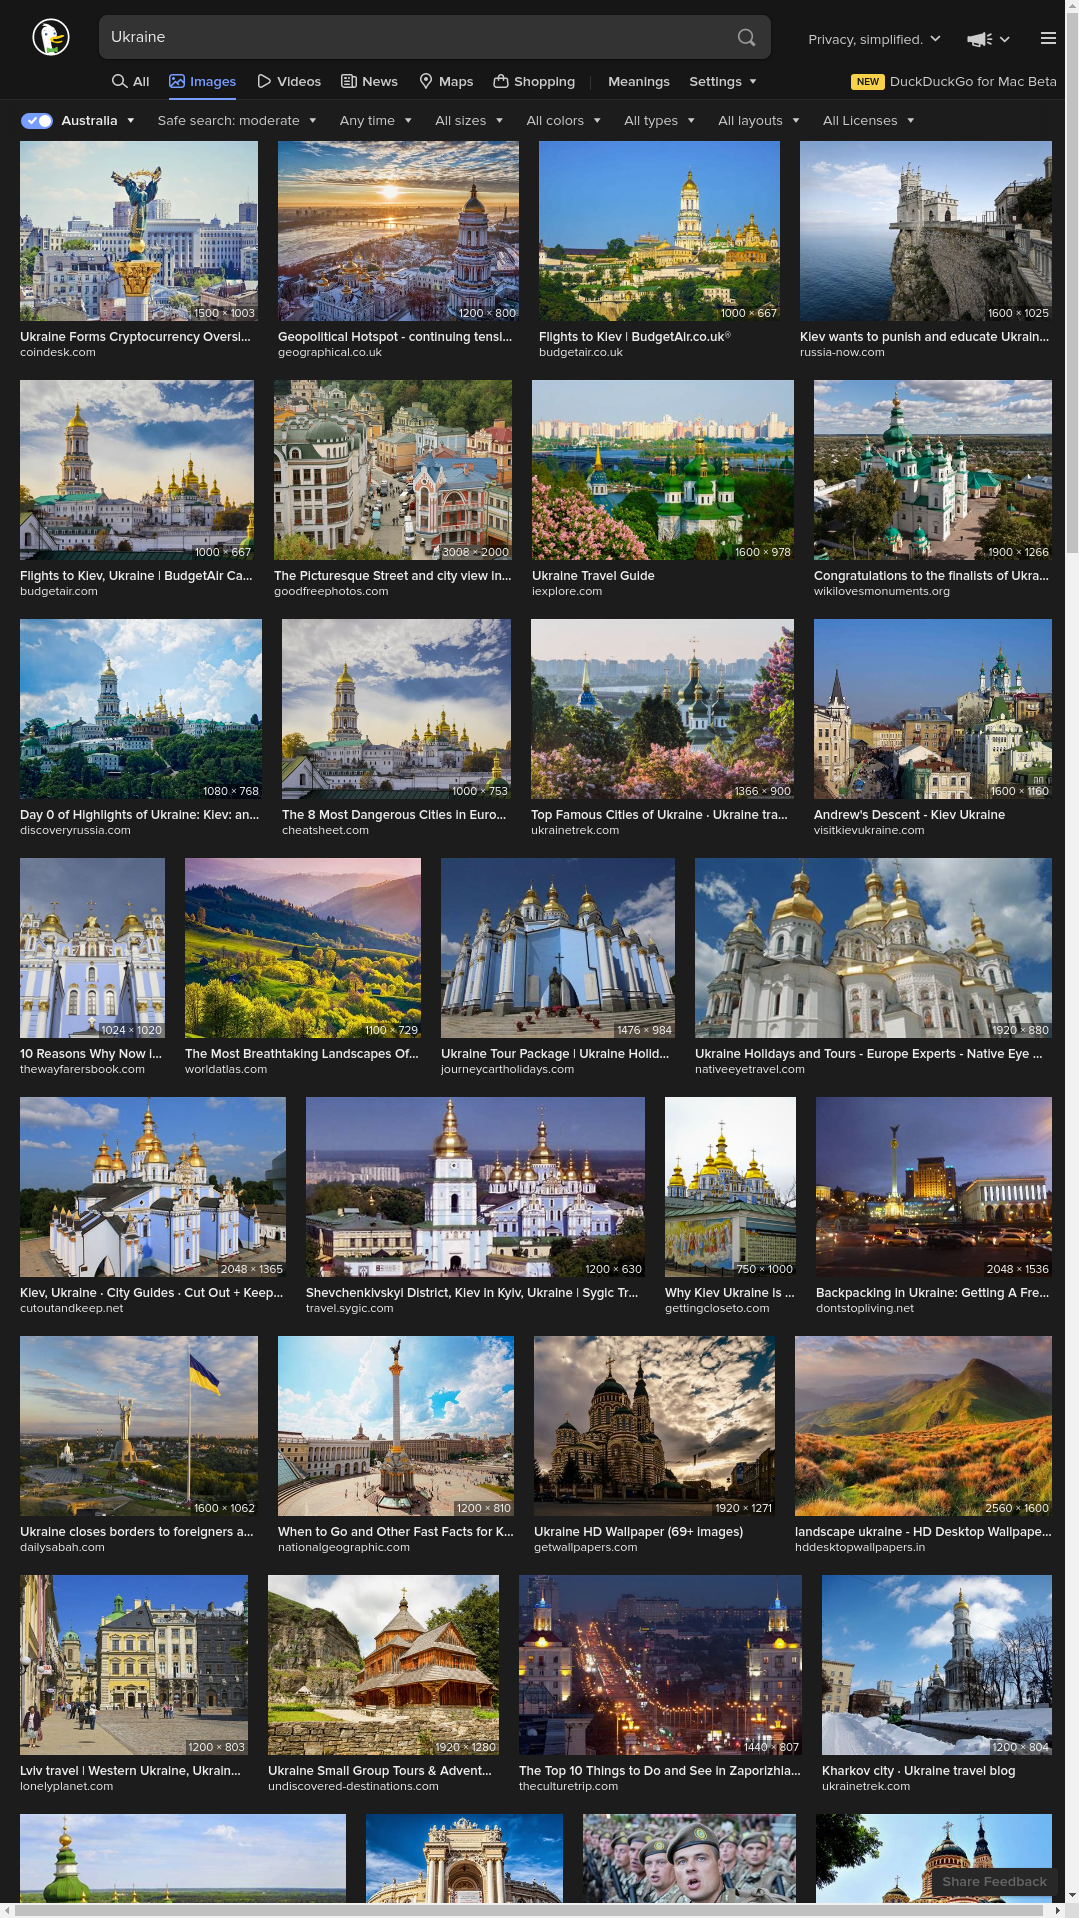 Ukraine
Privacy, simplified.
All
Images
Videos
News
Maps
Shopping
Meanings
Settings
NEW
DuckDuckGo for Mac Beta
Australia
Safe search: moderate
Any time
All sizes
All colors
All types
All layouts
All Licenses
1500 × 1003
1200 × 800
1000 × 667
1600 × 1025
Ukraine Forms Cryptocurrency Oversi...
Geopolitical Hotspot - continuing tensi...
Flights to Kiev | BudgetAir.co.uk®
Kiev wants to punish and educate Ukrain...
coindesk.com
geographical.co.uk
budgetair.co.uk
russia-now.com
1000 × 667
3008 × 2000
1600 × 978
1900 × 1266
Flights to Kiev, Ukraine | BudgetAir Ca...
The Picturesque Street and city view in...
Ukraine Travel Guide
Congratulations to the finalists of Ukra...
budgetair.com
goodfreephotos.com
iexplore.com
wikilovesmonuments.org
1080 × 768
1000 × 753
1366 × 900
1600 × 1160
Day 0 of Highlights of Ukraine: Kiev: an...
The 8 Most Dangerous Cities in Euro...
Top Famous Cities of Ukraine · Ukraine tra...
Andrew's Descent - Kiev Ukraine
discoveryrussia.com
cheatsheet.com
ukrainetrek.com
visitkievukraine.com
1024 × 1020
1100 × 729
1476 × 984
1920 × 880
10 Reasons Why Now i...
The Most Breathtaking Landscapes Of...
Ukraine Tour Package | Ukraine Holid...
Ukraine Holidays and Tours - Europe Experts - Native Eye ...
thewayfarersbook.com
worldatlas.com
journeycartholidays.com
nativeeyetravel.com
2048 × 1365
1200 × 630
750 × 1000
2048 × 1536
Kiev, Ukraine · City Guides · Cut Out + Keep...
Shevchenkivskyi District, Kiev in Kyiv, Ukraine | Sygic Tr...
Why Kiev Ukraine is ...
Backpacking in Ukraine: Getting A Fre...
cutoutandkeep.net
travel.sygic.com
gettingcloseto.com
dontstopliving.net
1600 × 1062
1200 × 810
1920 × 1271
2560 × 1600
Ukraine closes borders to foreigners a...
When to Go and Other Fast Facts for K...
Ukraine HD Wallpaper (69+ images)
landscape ukraine - HD Desktop Wallpape...
dailysabah.com
nationalgeographic.com
getwallpapers.com
hddesktopwallpapers.in
1200 × 803
1920 × 1280
1440 × 807
1200 × 804
Lviv travel | Western Ukraine, Ukrain...
Ukraine Small Group Tours & Advent...
The Top 10 Things to Do and See in Zaporizhia...
Kharkov city · Ukraine travel blog
lonelyplanet.com
undiscovered-destinations.com
theculturetrip.com
ukrainetrek.com
Share Feedback